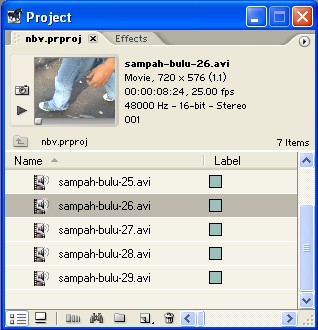 Project
nbv.prproj
Effects
sampah-bulu-26.avi
Movie, 720 x 576 (1.1)
00:00:08:24, 25.00 fps
48000 Hz - 16-bit - Stereo
001
nbv.prproj
7 Items
Name
Label
sampah-bulu-25.avi
sampah-bulu-26.avi
sampah-bulu-27.avi
sampah-bulu-28.avi
sampah-bulu-29.avi